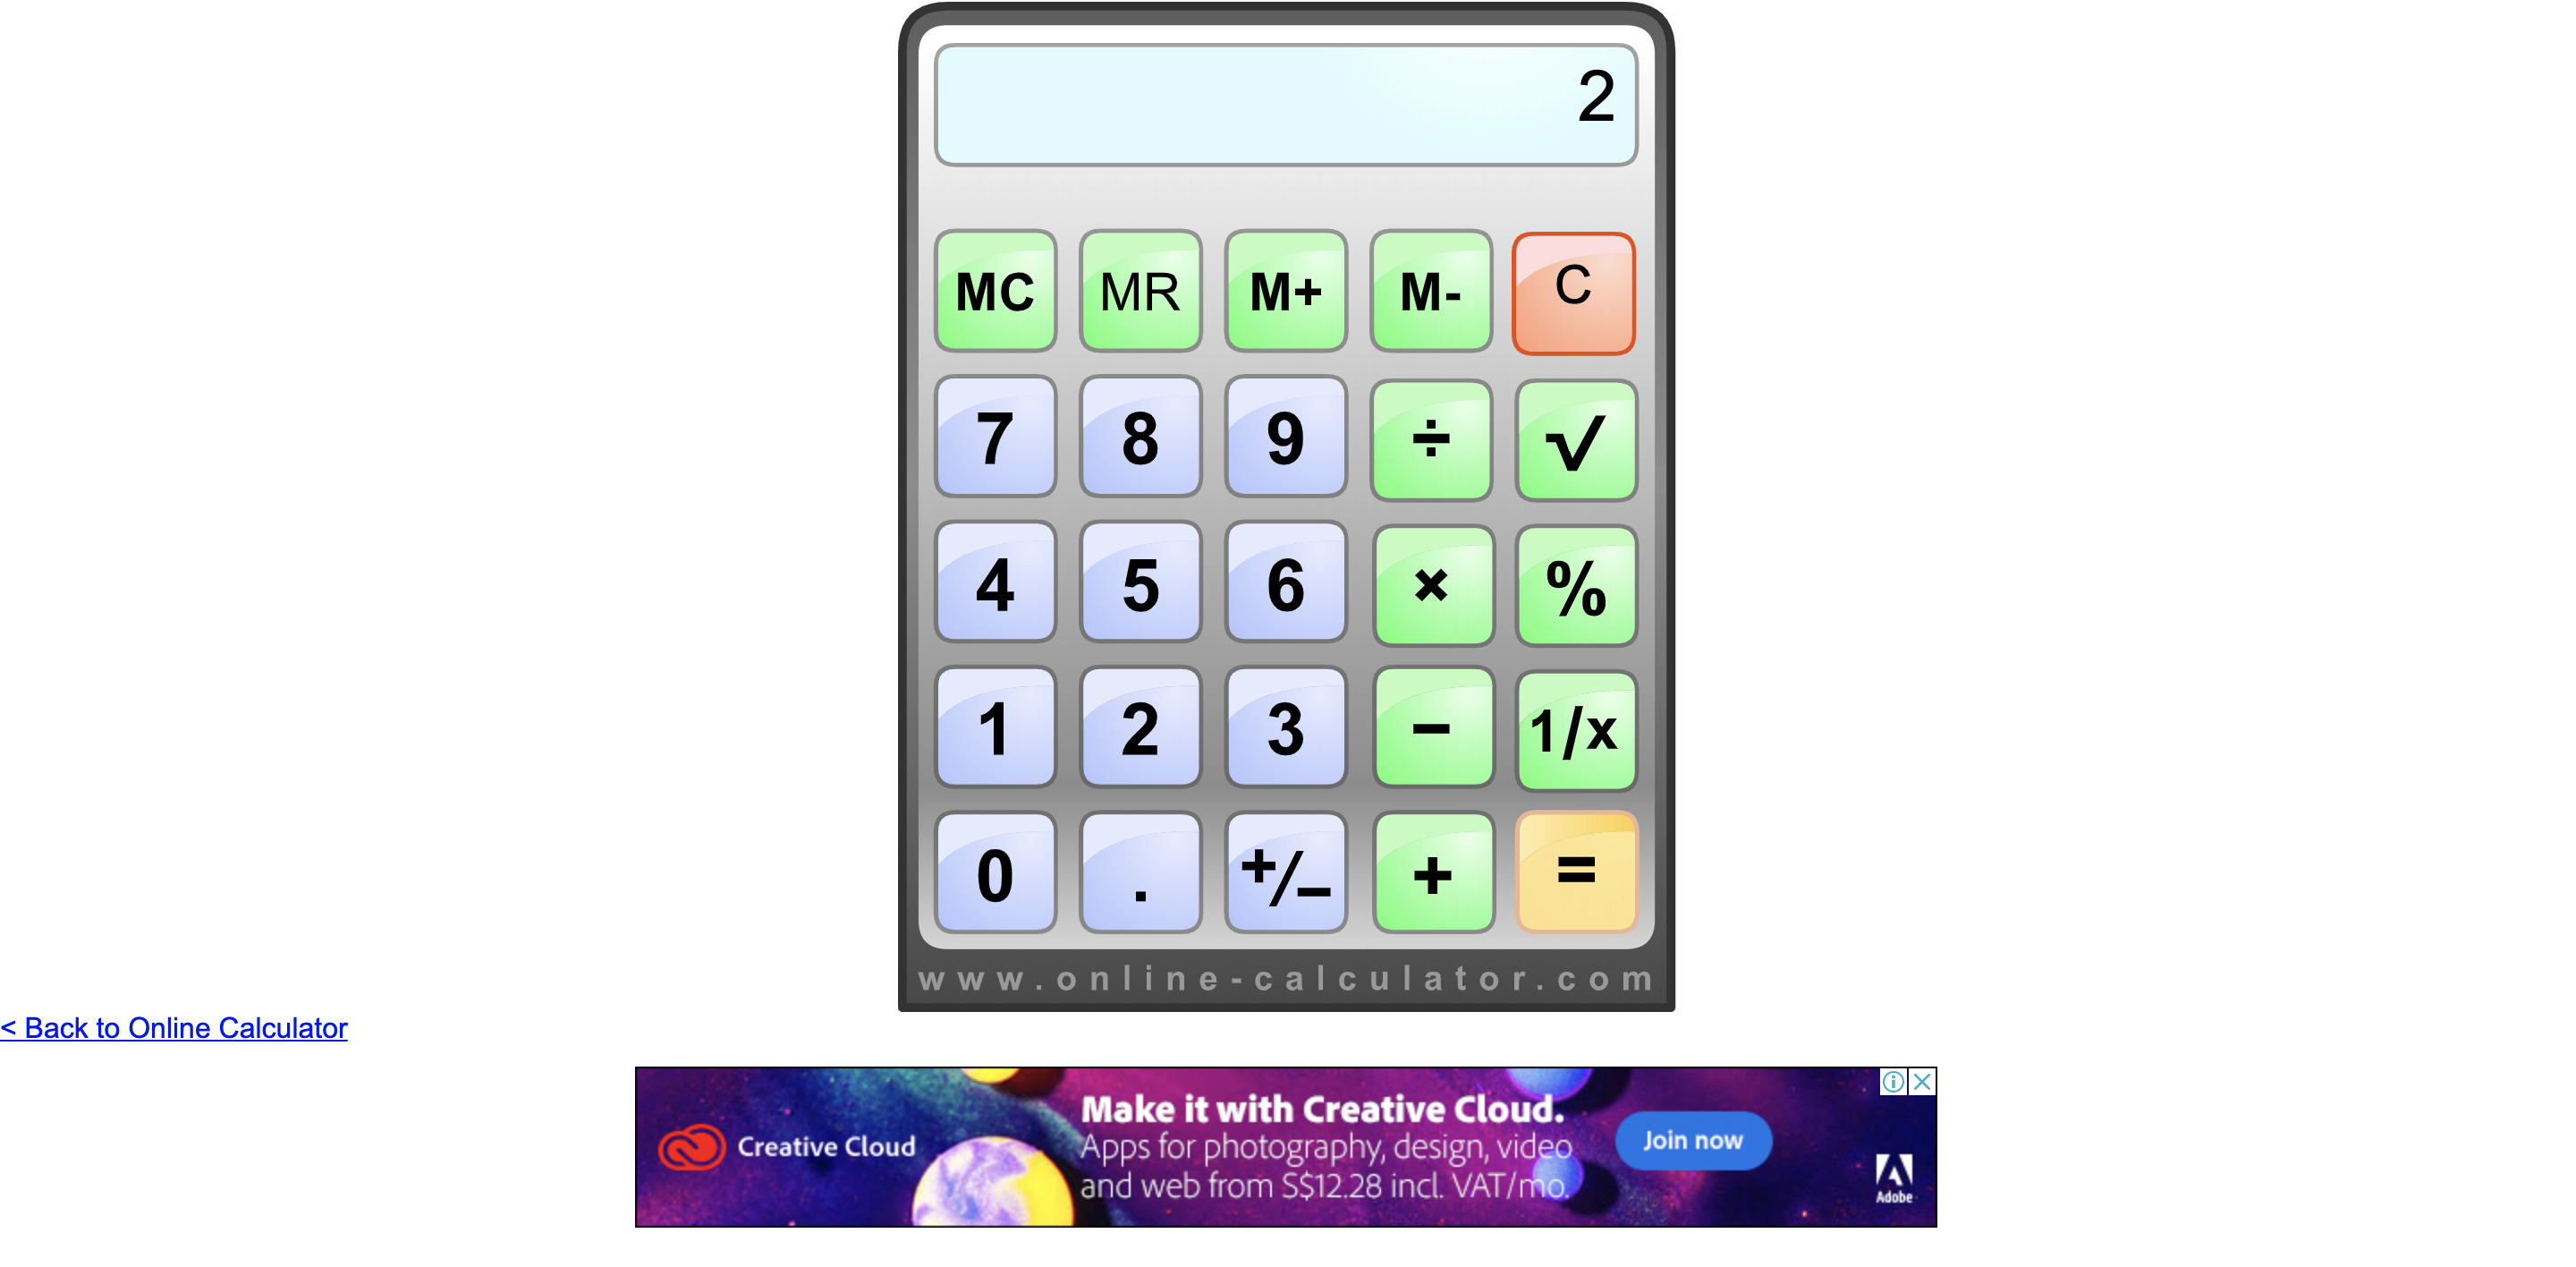 2
MC MR M+ M- C
7 8 9 ÷ √
4 5 6 × %
1 2 3 − 1/x
0 . +/− =
www.online-calculator.com
< Back to Online Calculator
Creative Cloud
Make it with Creative Cloud.
Apps for photography, design, video
and web from S$12.28 incl. VAT/mo.
Join now
Adobe